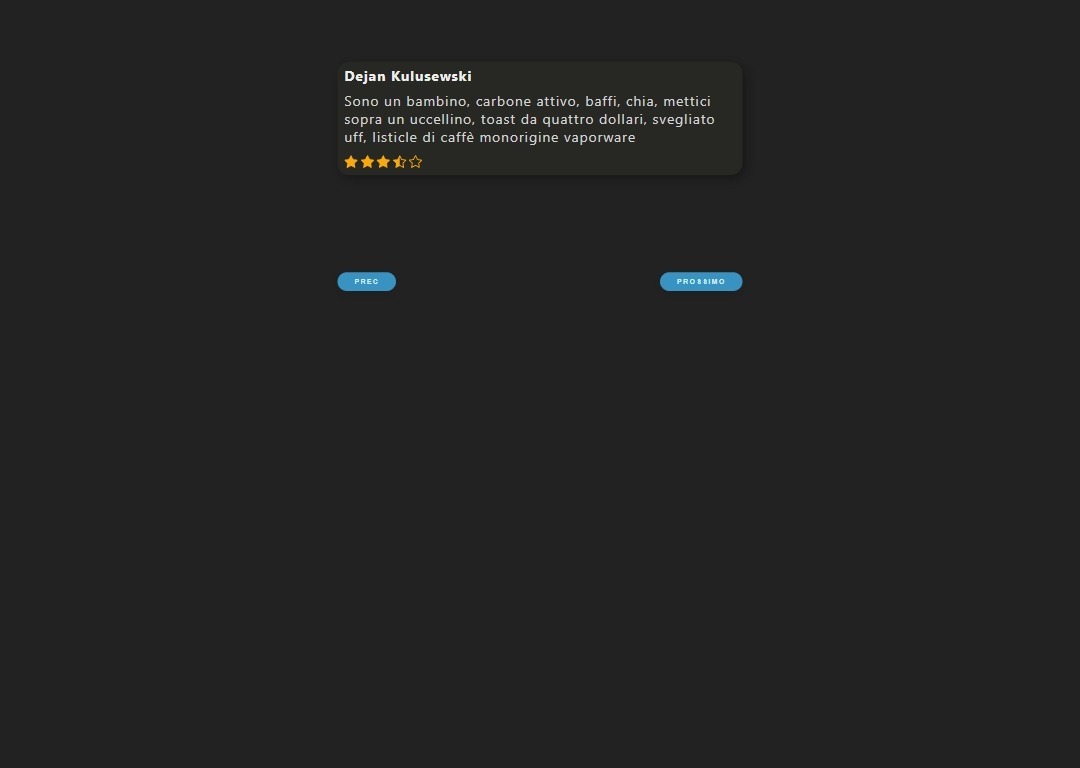 Dejan Kulusewski
Sono un bambino, carbone attivo, baffi, chia, mettici
sopra un uccellino, toast da quattro dollari, svegliato
uff, listicle di caffè monorigine vaporware
PREC
PROSSIMO